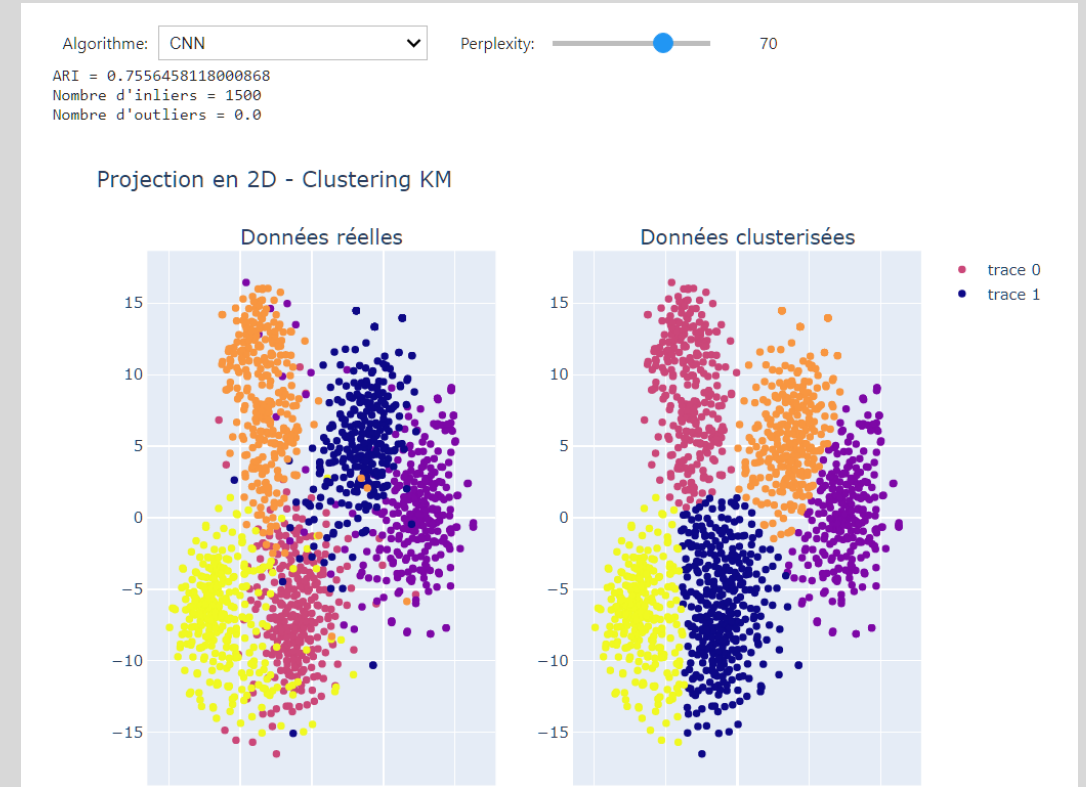 Algorithme: CNN Perplexity: 70
ARI = 0.7556458118000868
Nombre d'inliers = 1500
Nombre d'outliers = 0.0
Projection en 2D - Clustering KM
Données réelles
15
10
5
0
−5
−10
−15
Données clusterisées
15
10
5
0
−5
−10
−15
trace 0
trace 1